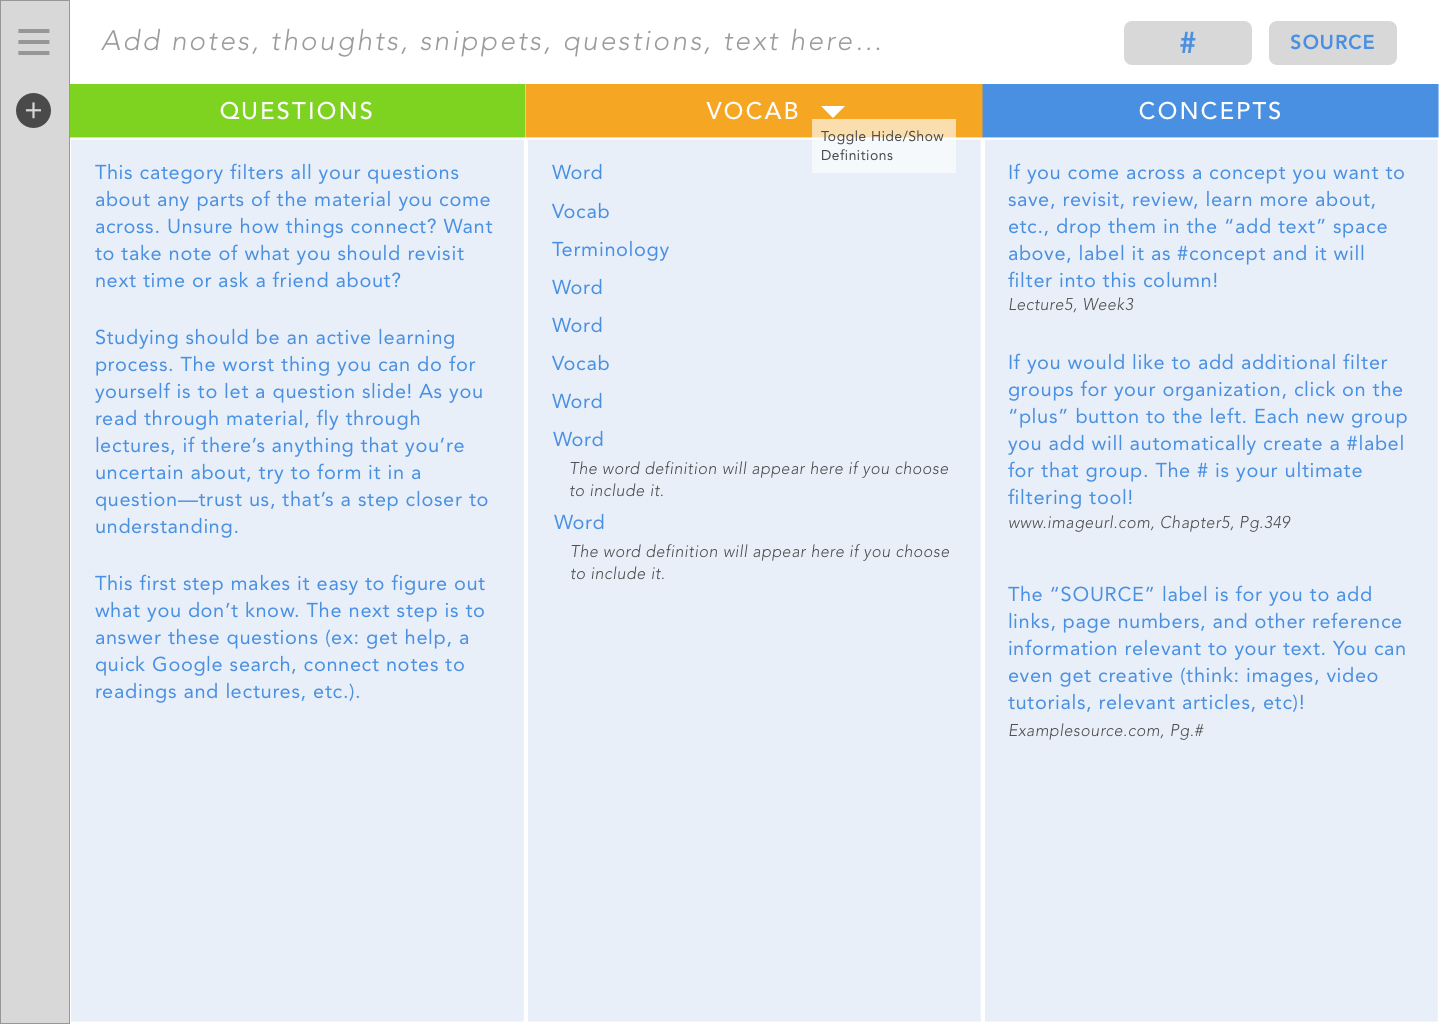 Add notes, thoughts, snippets, questions, text here...
#
SOURCE
QUESTIONS
VOCAB
CONCEPTS
Toggle Hide/Show
Definitions
This category filters all your questions
about any parts of the material you come
across. Unsure how things connect? Want
to take note of what you should revisit
next time or ask a friend about?
Studying should be an active learning
process. The worst thing you can do for
yourself is to let a question slide! As you
read through material, fly through
lectures, if there’s anything that you’re
uncertain about, try to form it in a
question—trust us, that’s a step closer to
understanding.
This first step makes it easy to figure out
what you don’t know. The next step is to
answer these questions (ex: get help, a
quick Google search, connect notes to
readings and lectures, etc.).
Word
Vocab
Terminology
Word
Word
Vocab
Word
Word
The word definition will appear here if you choose
to include it.
Word
The word definition will appear here if you choose
to include it.
If you come across a concept you want to
save, revisit, review, learn more about,
etc., drop them in the “add text” space
above, label it as #concept and it will
filter into this column!
Lecture5, Week3
If you would like to add additional filter
groups for your organization, click on the
“plus” button to the left. Each new group
you add will automatically create a #label
for that group. The # is your ultimate
filtering tool!
www.imageurl.com, Chapter5, Pg.349
The “SOURCE” label is for you to add
links, page numbers, and other reference
information relevant to your text. You can
even get creative (think: images, video
tutorials, relevant articles, etc)!
Examplesource.com, Pg.#